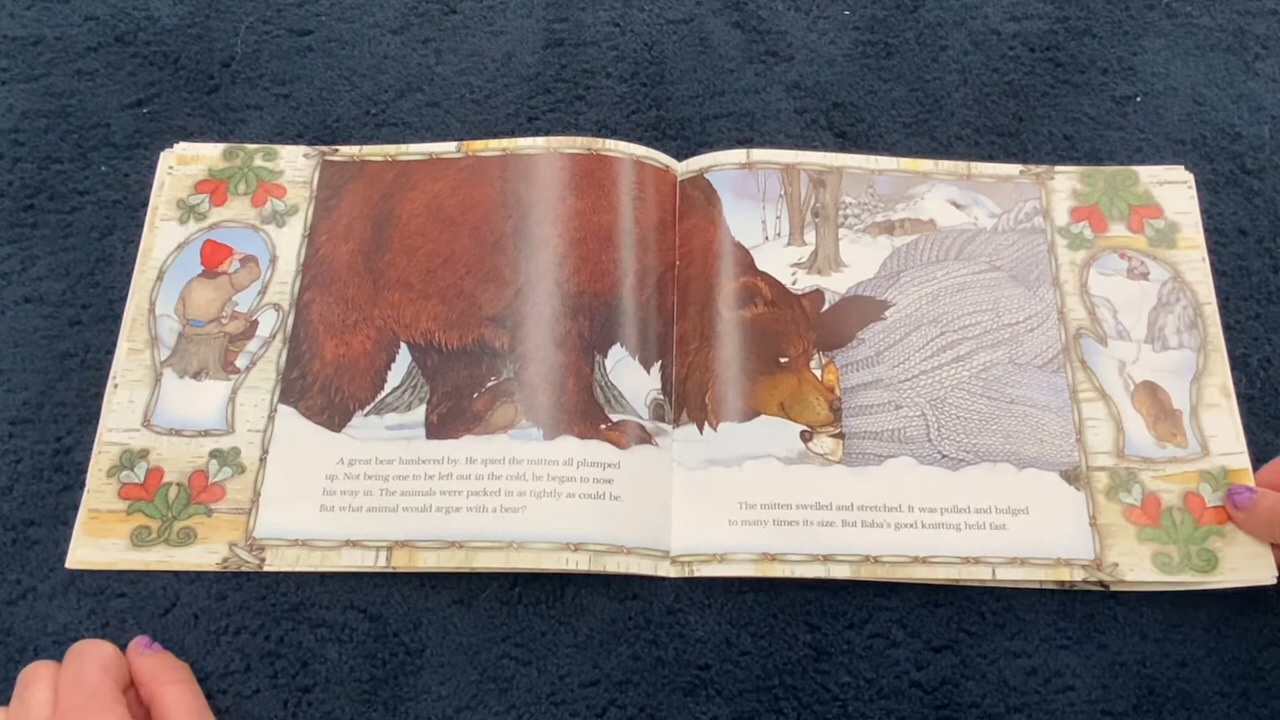 A great bear lumbered by. He spied the mitten all plumped
up. Not being one to be left out in the cold, he began to nose
his way in. The animals were packed in as tightly as could be.
But what animal would argue with a bear?
The mitten swelled and stretched. It was pulled and bulged
to many times its size. But Baba's good knitting held fast.